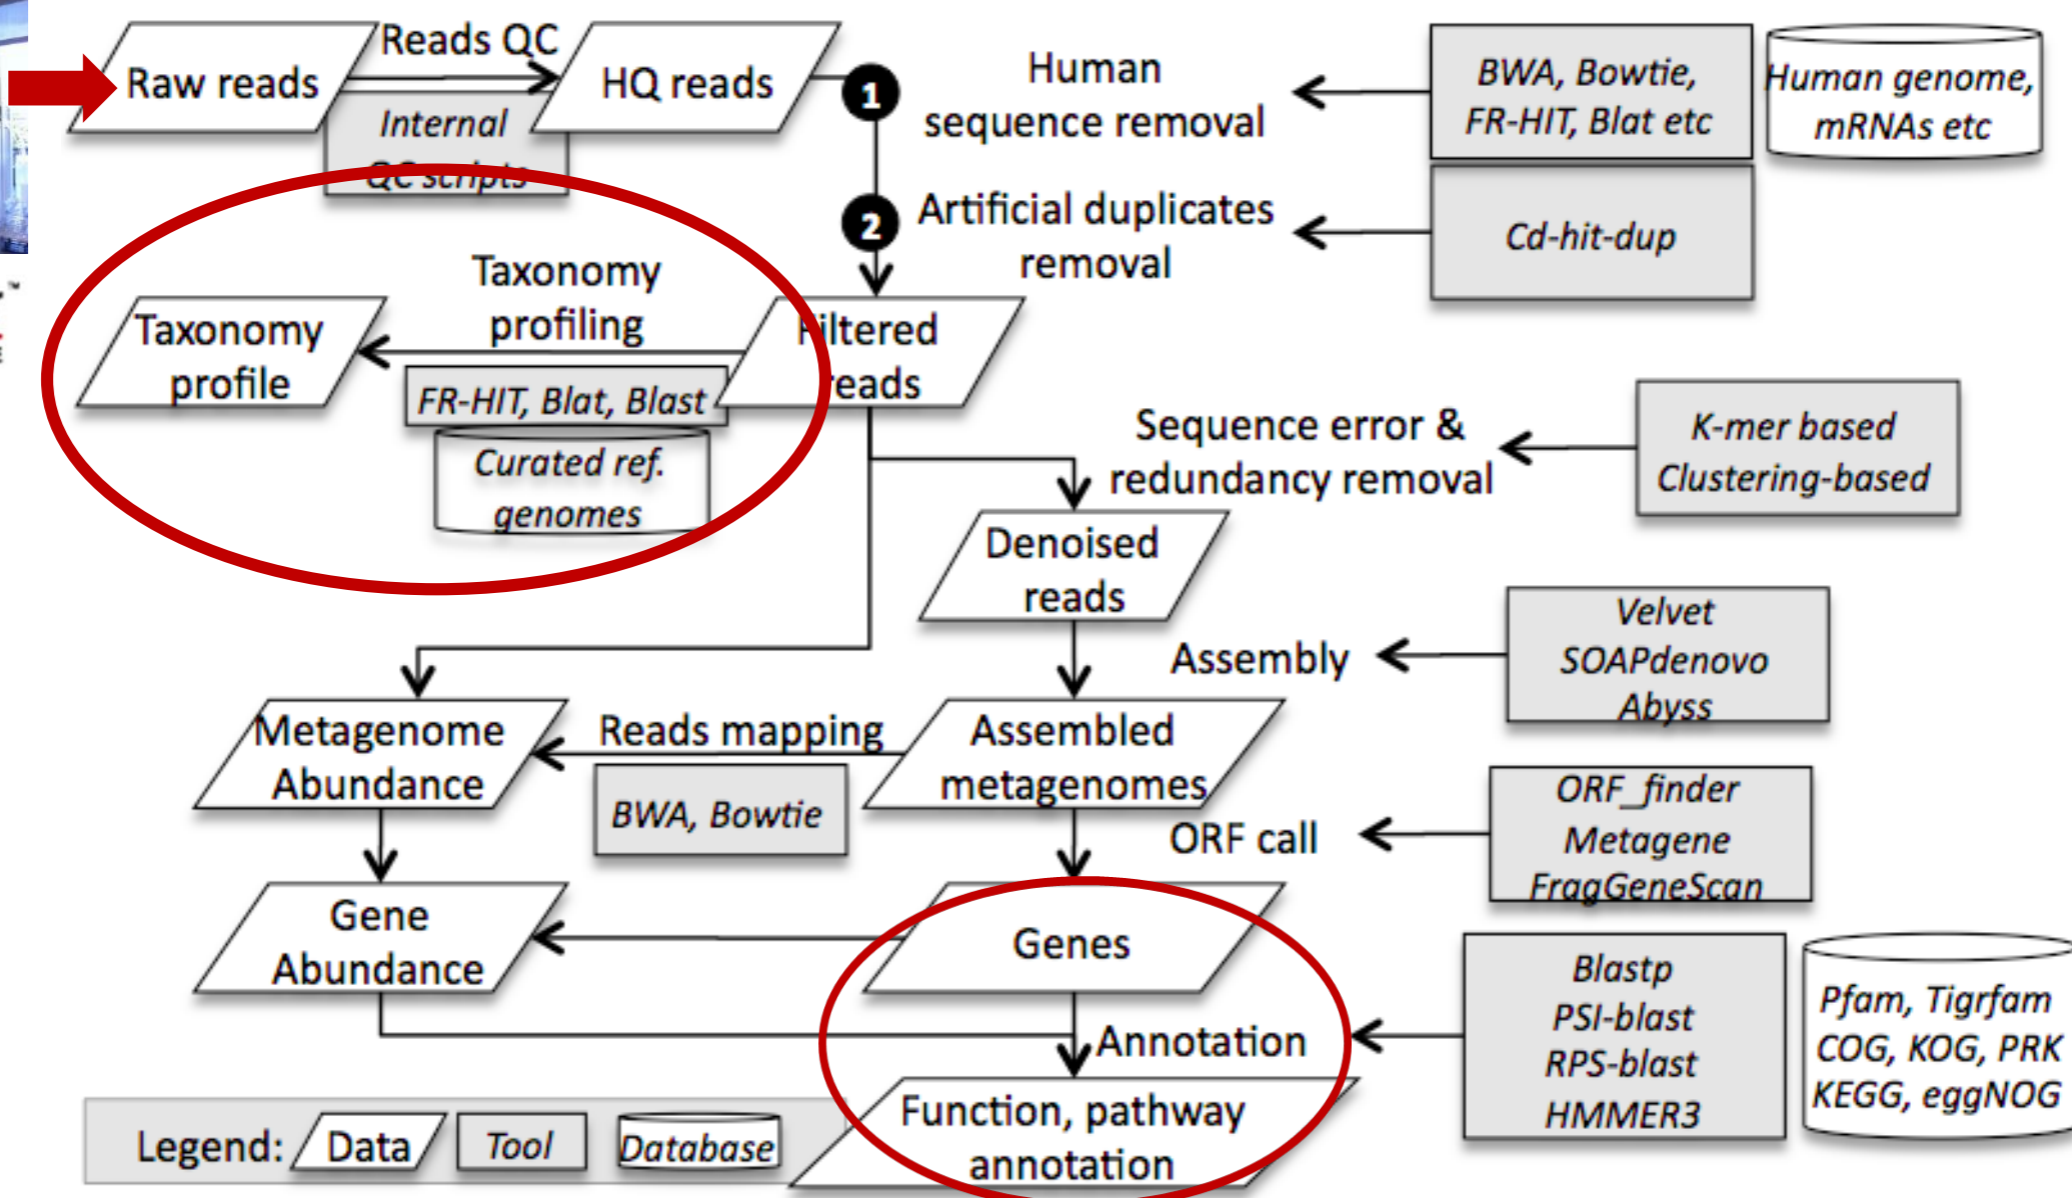 Raw reads
Reads QC
HQ reads
Internal
QC scripts
1
Human
sequence removal
BWA, Bowtie,
FR-HIT, Blat etc
Human genome,
mRNAs etc
2
Artificial duplicates
removal
Cd-hit-dup
Taxonomy
profile
Taxonomy
profiling
FR-HIT, Blat, Blast
Curated ref.
genomes
Filtered
reads
Sequence error &
redundancy removal
K-mer based
Clustering-based
Denoised
reads
Assembly
Velvet
SOAPdenovo
Abyss
Metagenome
Abundance
Reads mapping
BWA, Bowtie
Assembled
metagenomes
ORF call
ORF_finder
Metagene
FragGeneScan
Gene
Abundance
Genes
Annotation
Blastp
PSI-blast
RPS-blast
HMMER3
Pfam, Tigrfam
COG, KOG, PRK
KEGG, eggNOG
Function, pathway
annotation
Legend:
Data
Tool
Database